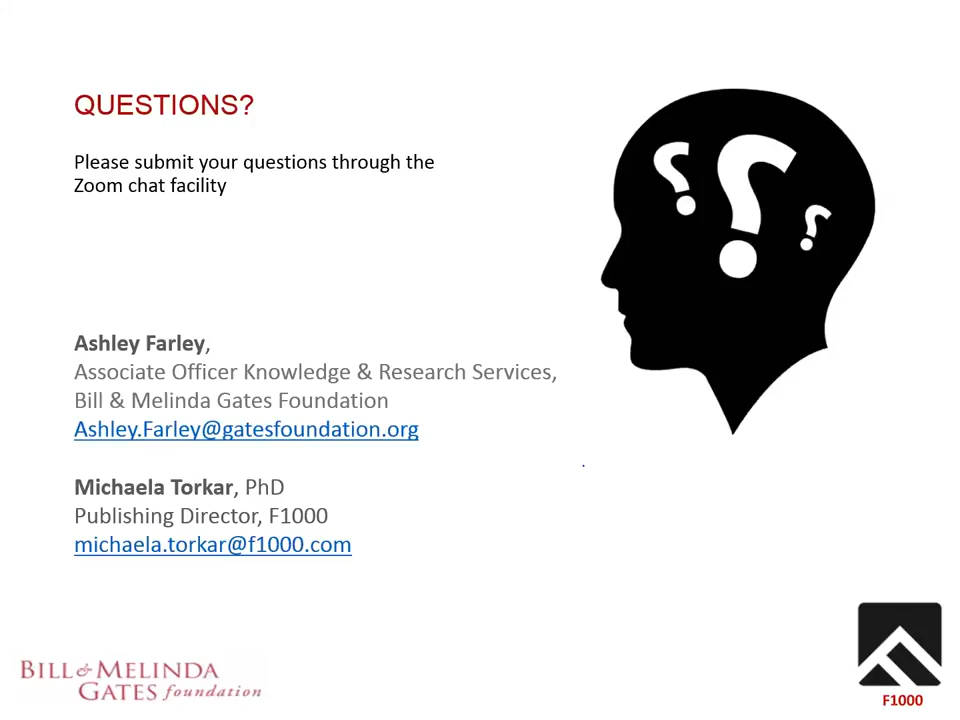 QUESTIONS?
Please submit your questions through the
Zoom chat facility
? ? ?
Ashley Farley,
Associate Officer Knowledge & Research Services,
Bill & Melinda Gates Foundation
Ashley.Farley@gatesfoundation.org
Michaela Torkar, PhD
Publishing Director, F1000
michaela.torkar@f1000.com
BILL & MELINDA
GATES foundation
F1000